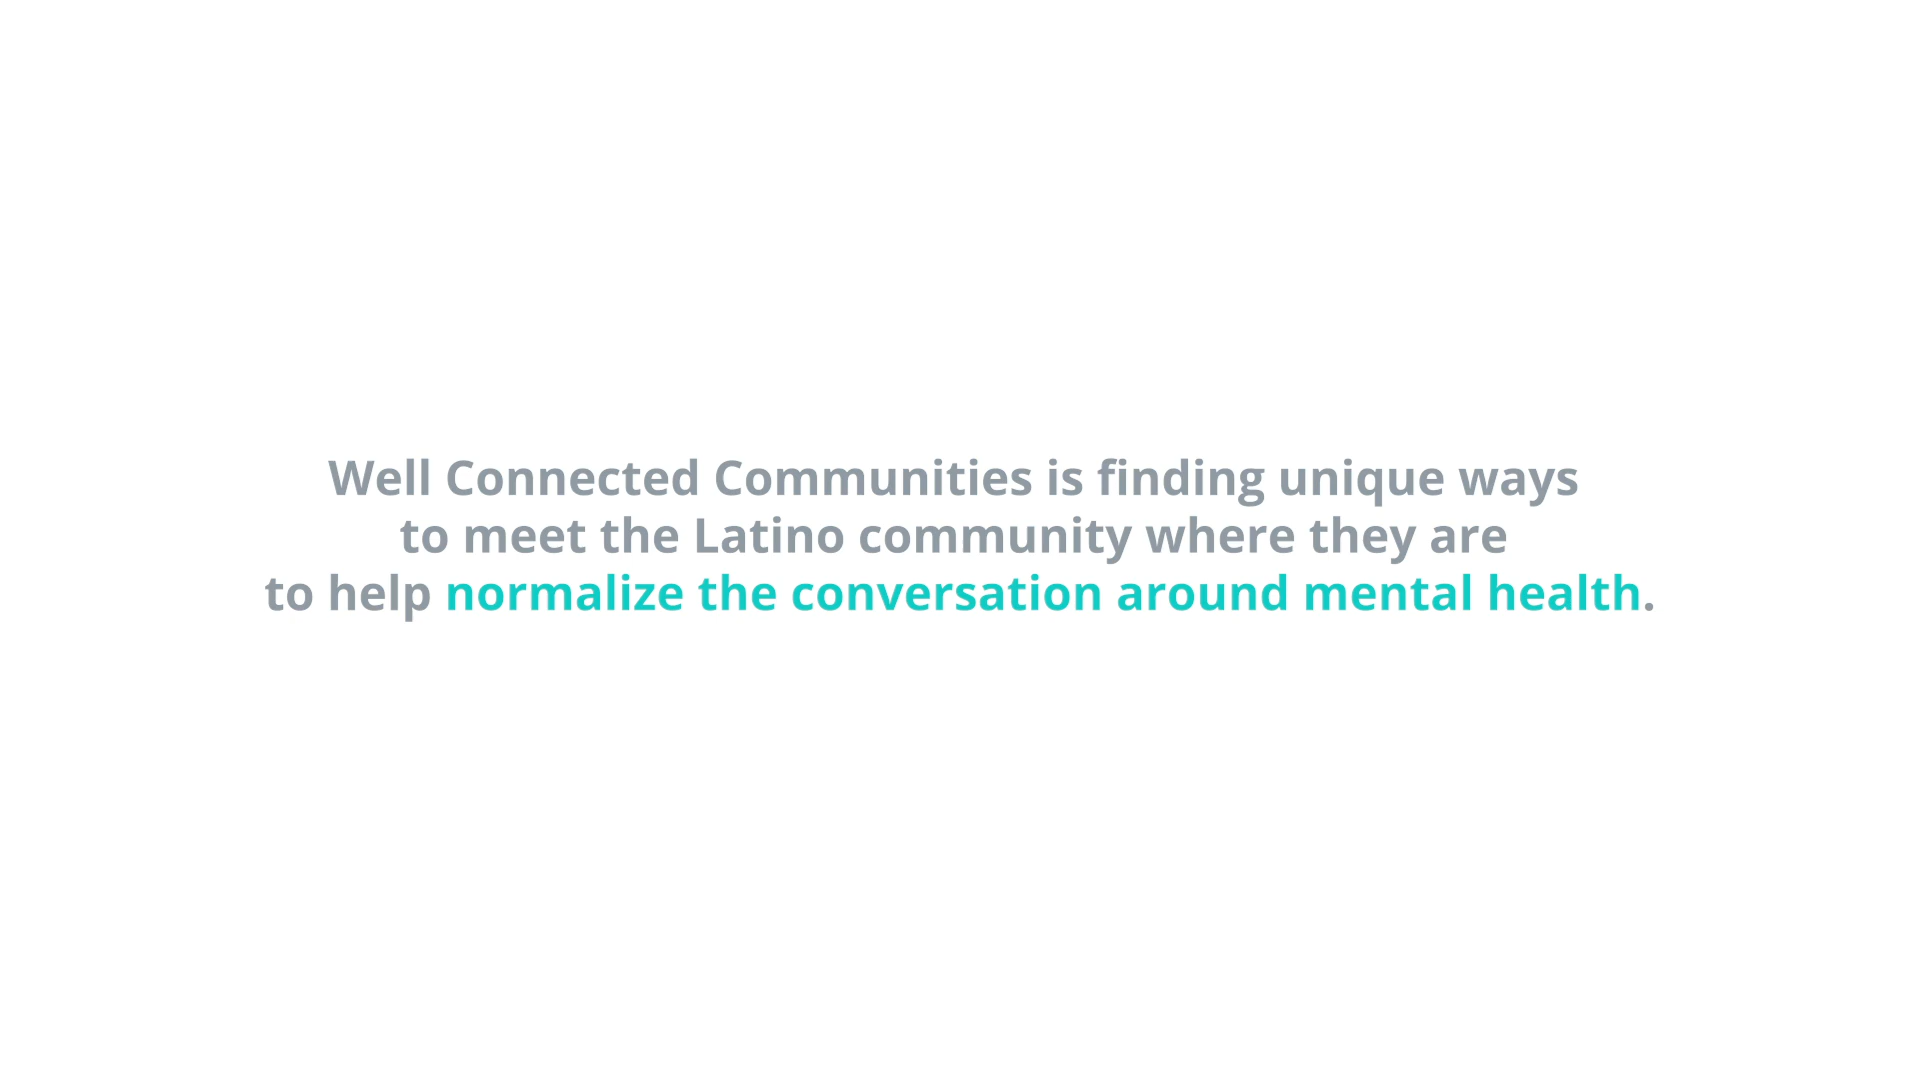 Well Connected Communities is finding unique ways
to meet the Latino community where they are
to help normalize the conversation around mental health.